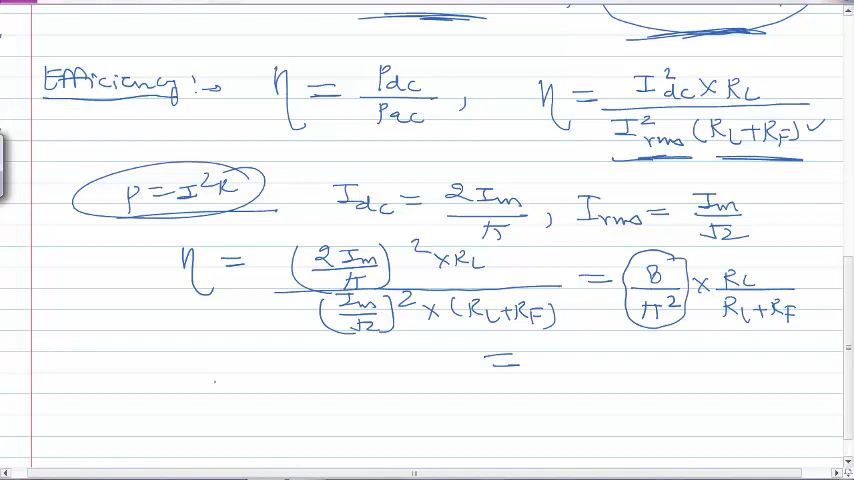 Efficiency :→ η = Pdc / Pac , η = I²dc × RL / I²rms (RL + RF) ✓
P = I²R Idc = 2Im / π , Irms = Im / √2
η = (2Im / π)² × RL / (Im / √2)² × (RL + RF) = 8 / π² × RL / RL + RF
=